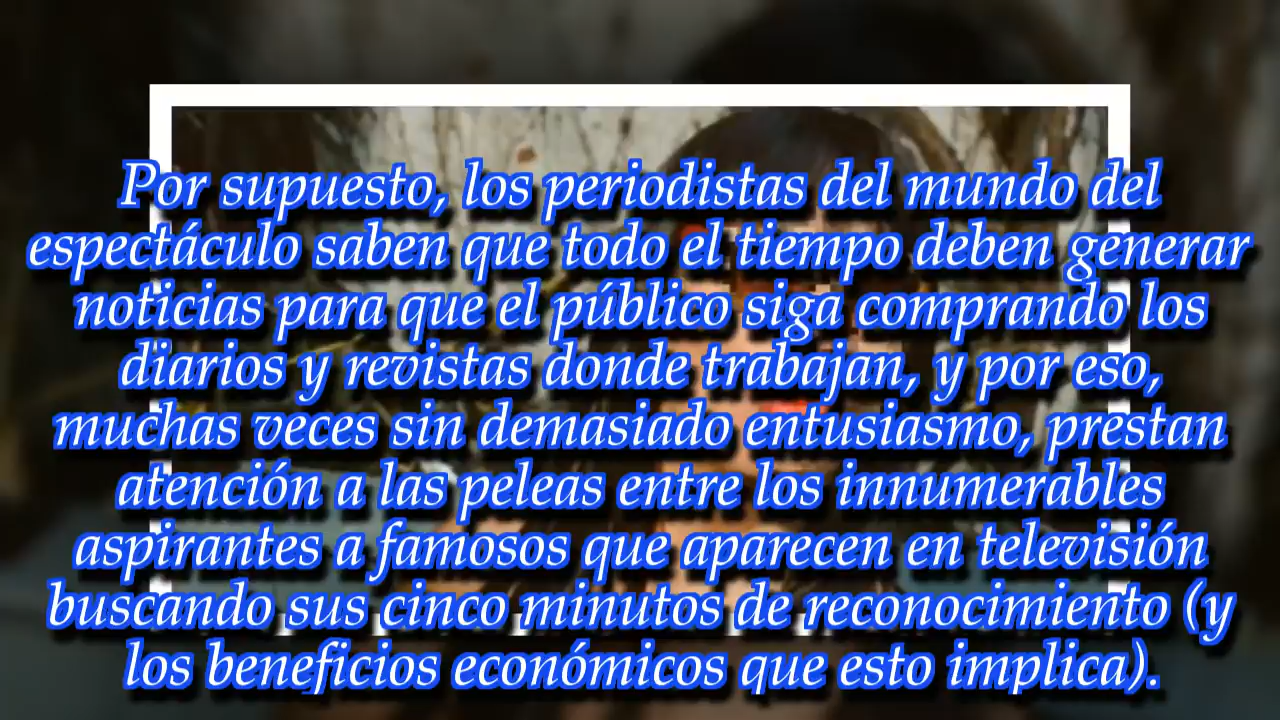 Por supuesto, los periodistas del mundo del
espectáculo saben que todo el tiempo deben generar
noticias para que el público siga comprando los
diarios y revistas donde trabajan, y por eso,
muchas veces sin demasiado entusiasmo, prestan
atención a las peleas entre los innumerables
aspirantes a famosos que aparecen en televisión
buscando sus cinco minutos de reconocimiento (y
los beneficios económicos que esto implica).